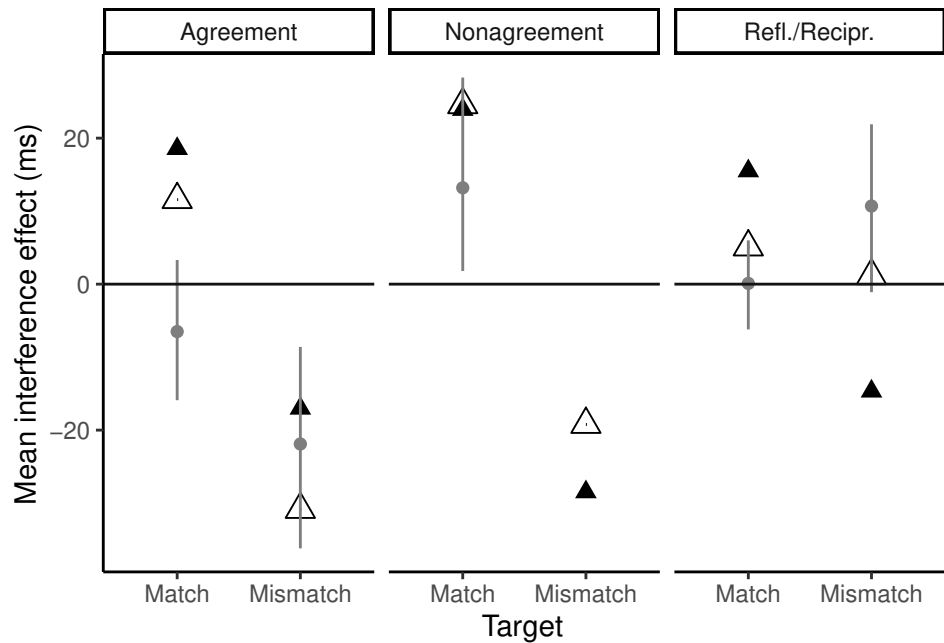 Agreement Nonagreement Refl./Recipr.
Mean interference effect (ms)
20
0
−20
Match Mismatch Match Mismatch Match Mismatch
Target